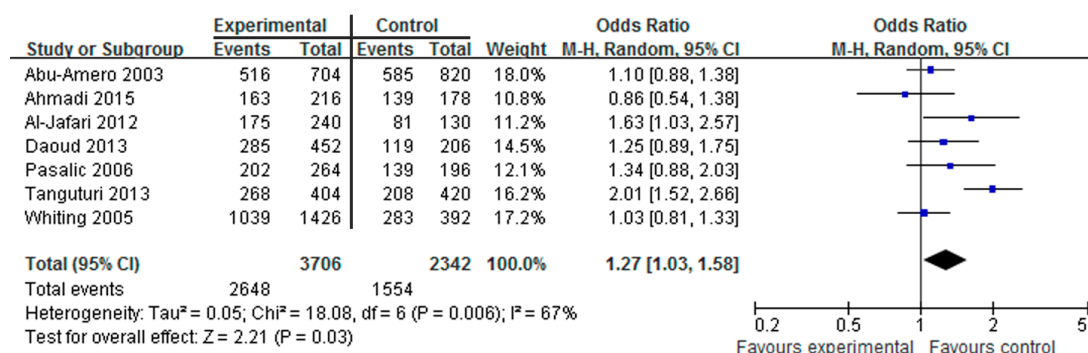 Experimental Control Odds Ratio Odds Ratio
Study or Subgroup Events Total Events Total Weight M-H, Random, 95% CI M-H, Random, 95% CI
Abu-Amero 2003 516 704 585 820 18.0% 1.10 [0.88, 1.38]
Ahmadi 2015 163 216 139 178 10.8% 0.86 [0.54, 1.38]
Al-Jafari 2012 175 240 81 130 11.2% 1.63 [1.03, 2.57]
Daoud 2013 285 452 119 206 14.5% 1.25 [0.89, 1.75]
Pasalic 2006 202 264 139 196 12.1% 1.34 [0.88, 2.03]
Tanguturi 2013 268 404 208 420 16.2% 2.01 [1.52, 2.66]
Whiting 2005 1039 1426 283 392 17.2% 1.03 [0.81, 1.33]
Total (95% CI) 3706 2342 100.0% 1.27 [1.03, 1.58]
Total events 2648 1554
Heterogeneity: Tau² = 0.05; Chi² = 18.08, df = 6 (P = 0.006); I² = 67%
Test for overall effect: Z = 2.21 (P = 0.03)
0.2 0.5 1 2 5
Favours experimental Favours control